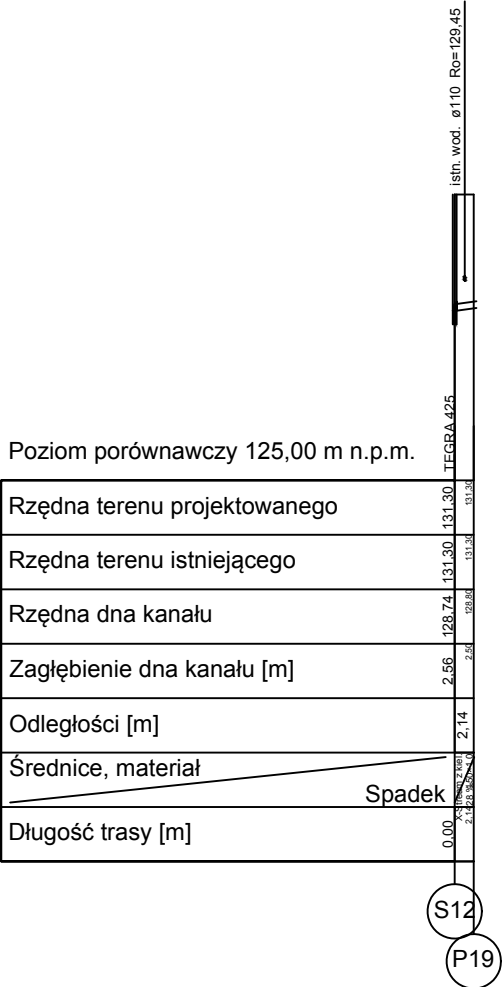 istn. wod. ø110 Ro=129,45
TEGRA 425
Poziom porównawczy 125,00 m n.p.m.
Rzędna terenu projektowanego 131,30 131,30
Rzędna terenu istniejącego 131,30 131,30
Rzędna dna kanału 128,74 128,80
Zagłębienie dna kanału [m] 2,56 2,50
Odległości [m] 2,14
Średnice, materiał
Spadek
Długość trasy [m] 0,00
S12
P19